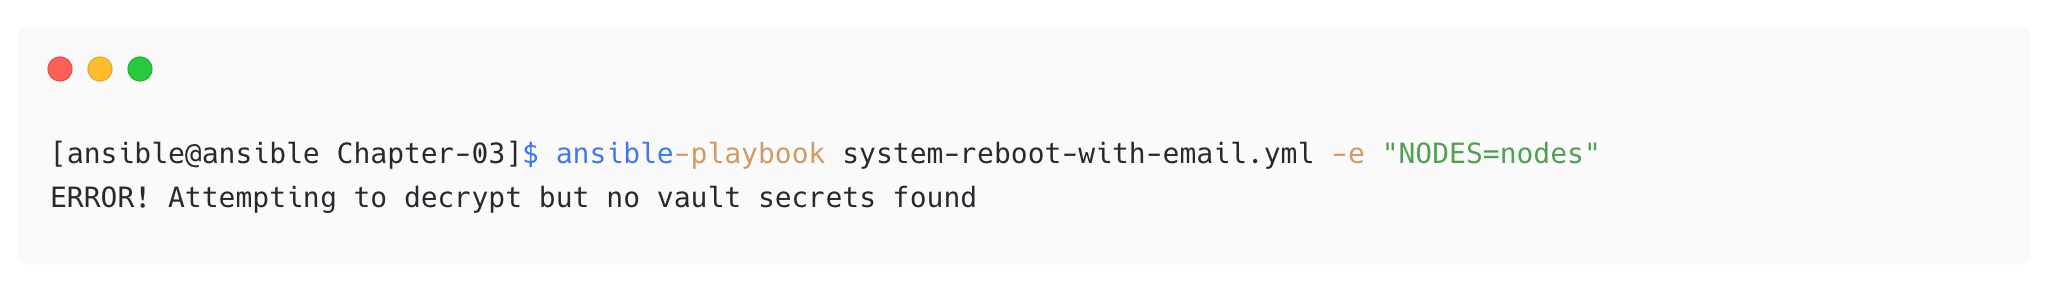 [ansible@ansible Chapter-03]$ ansible-playbook system-reboot-with-email.yml -e "NODES=nodes"
ERROR! Attempting to decrypt but no vault secrets found